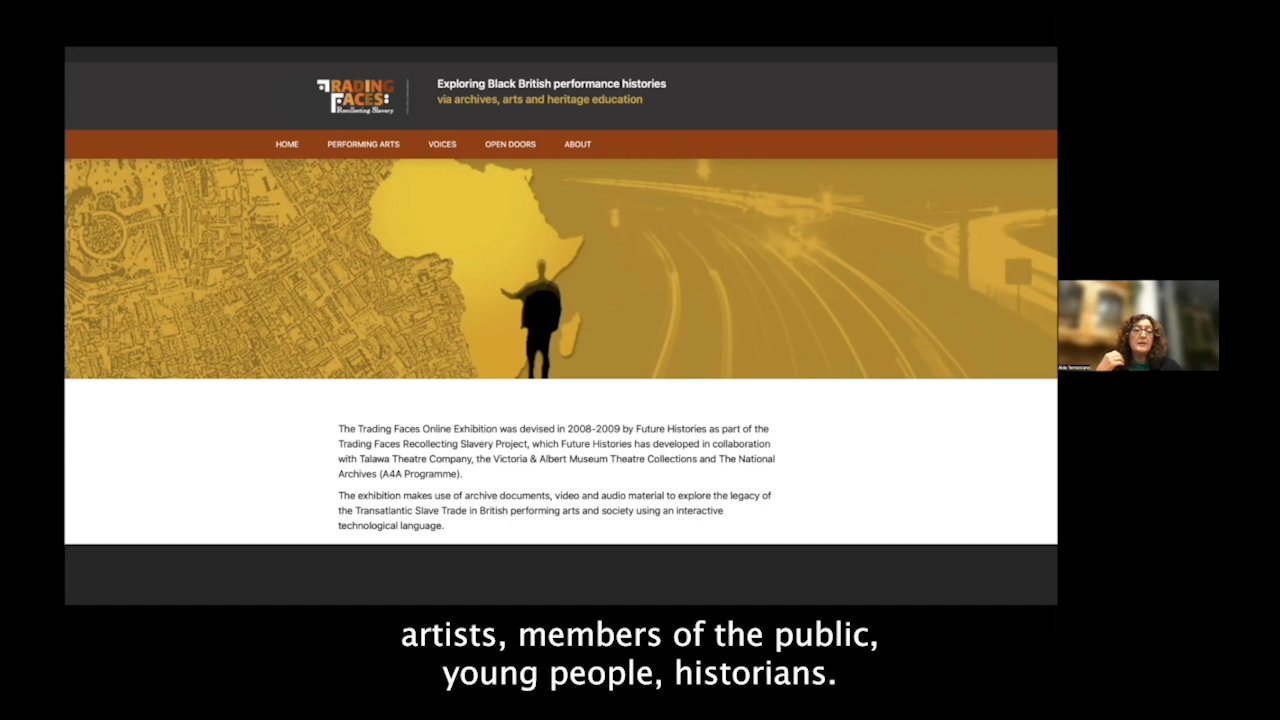 TRADING
FACES:
Recollecting Slavery
Exploring Black British performance histories
via archives, arts and heritage education
HOME PERFORMING ARTS VOICES OPEN DOORS ABOUT
The Trading Faces Online Exhibition was devised in 2008-2009 by Future Histories as part of the
Trading Faces Recollecting Slavery Project, which Future Histories has developed in collaboration
with Talawa Theatre Company, the Victoria & Albert Museum Theatre Collections and The National
Archives (A4A Programme).
The exhibition makes use of archive documents, video and audio material to explore the legacy of
the Transatlantic Slave Trade in British performing arts and society using an interactive
technological language.
artists, members of the public,
young people, historians.